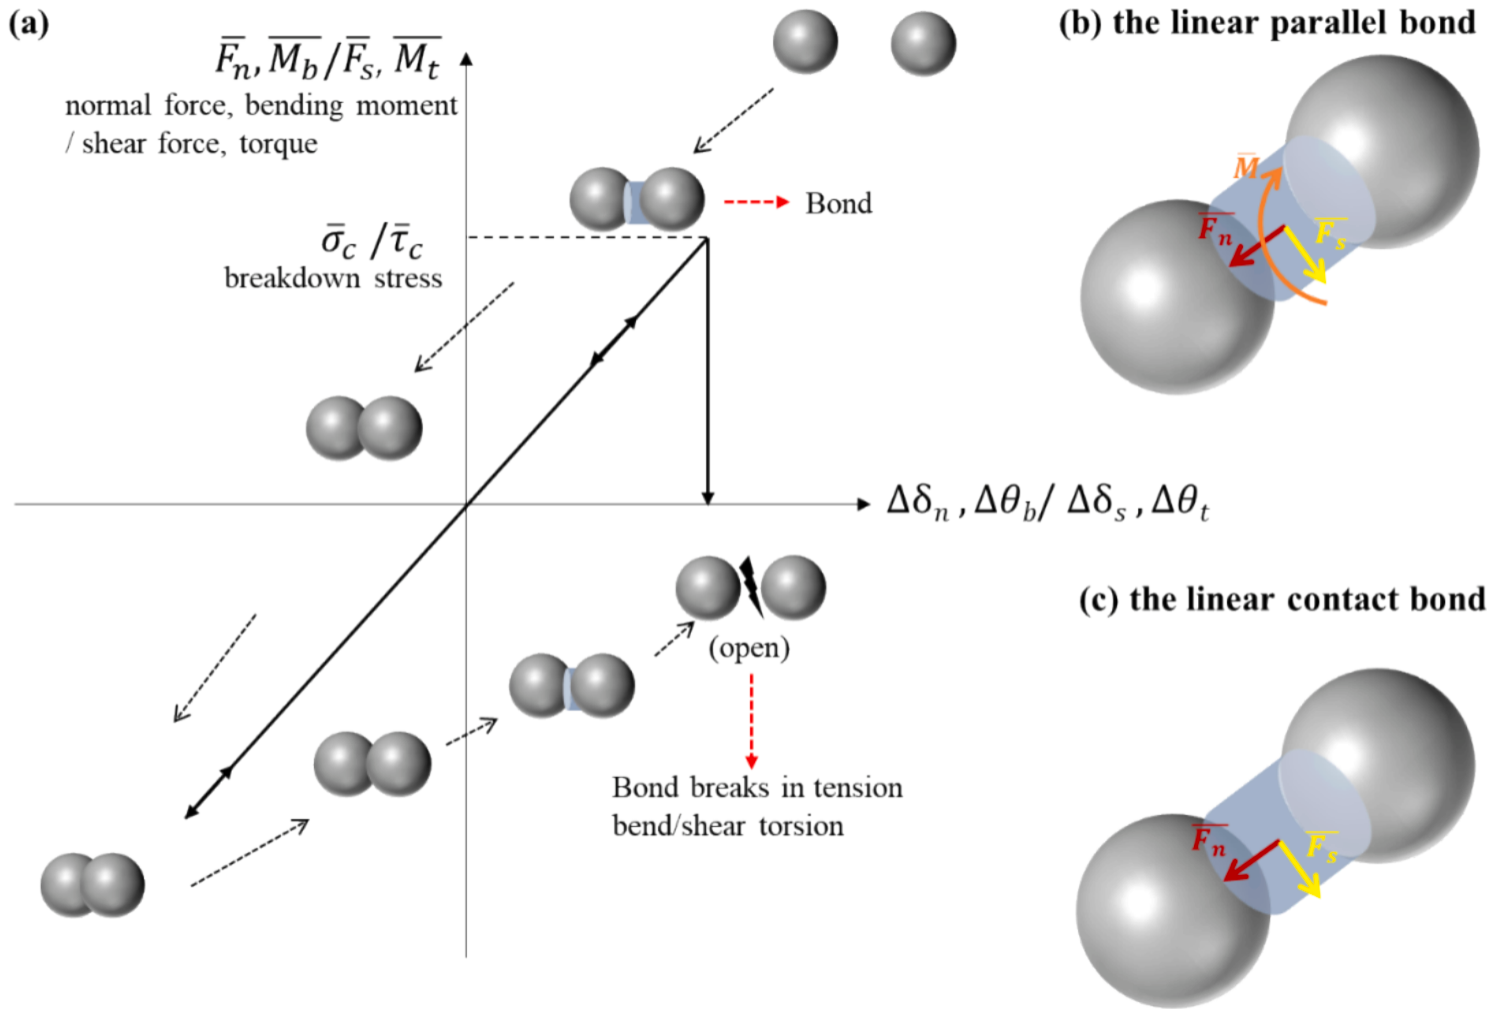 (a)
F̅n, M̅b/F̅s, M̅t
normal force, bending moment
/ shear force, torque
Bond
σ̅c /τ̅c
breakdown stress
Δδn , Δθb/ Δδs , Δθt
(open)
Bond breaks in tension
bend/shear torsion
(b) the linear parallel bond
M̅
F̅n
F̅s
(c) the linear contact bond
F̅n
F̅s